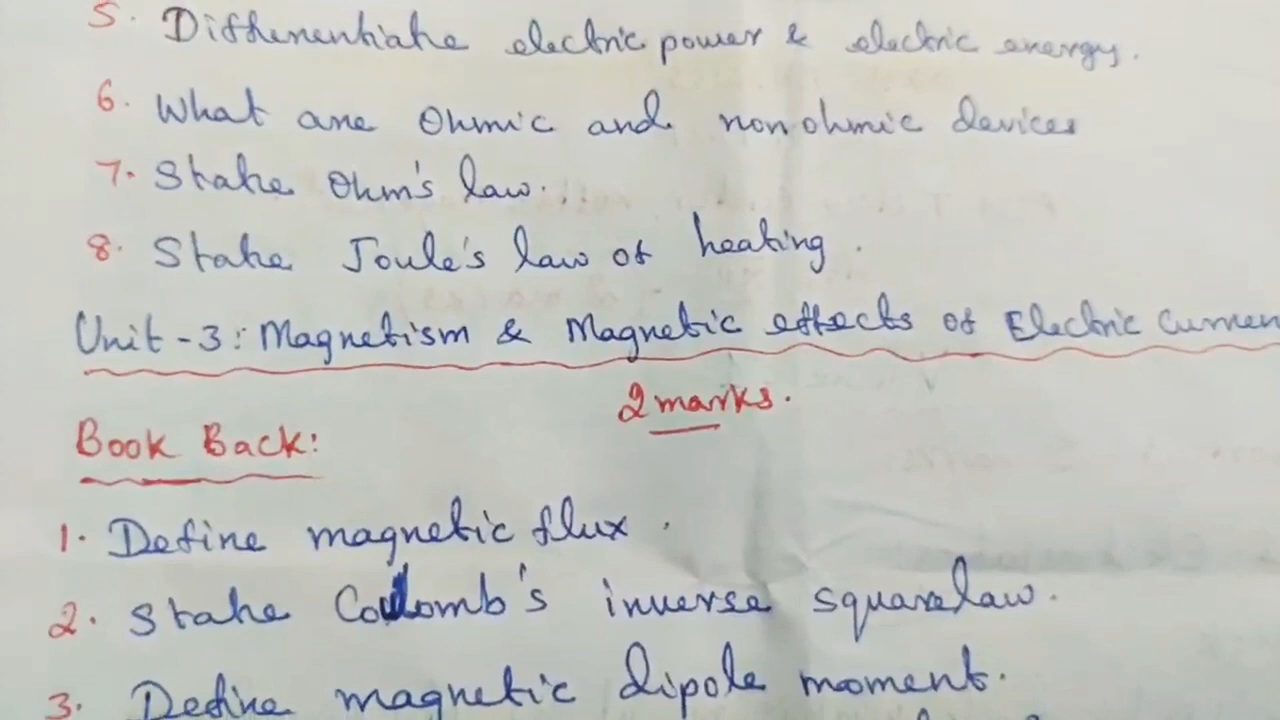 5. Differentiate electric power & electric energy.
6. What are Ohmic and nonohmic devices
7. State Ohm's law.
8. State Joule's law of heating.
Unit-3: Magnetism & Magnetic effects of Electric Curren
2 marks.
Book Back:
1. Define magnetic flux.
2. State Coulomb's inverse square law.
3. Define magnetic dipole moment.